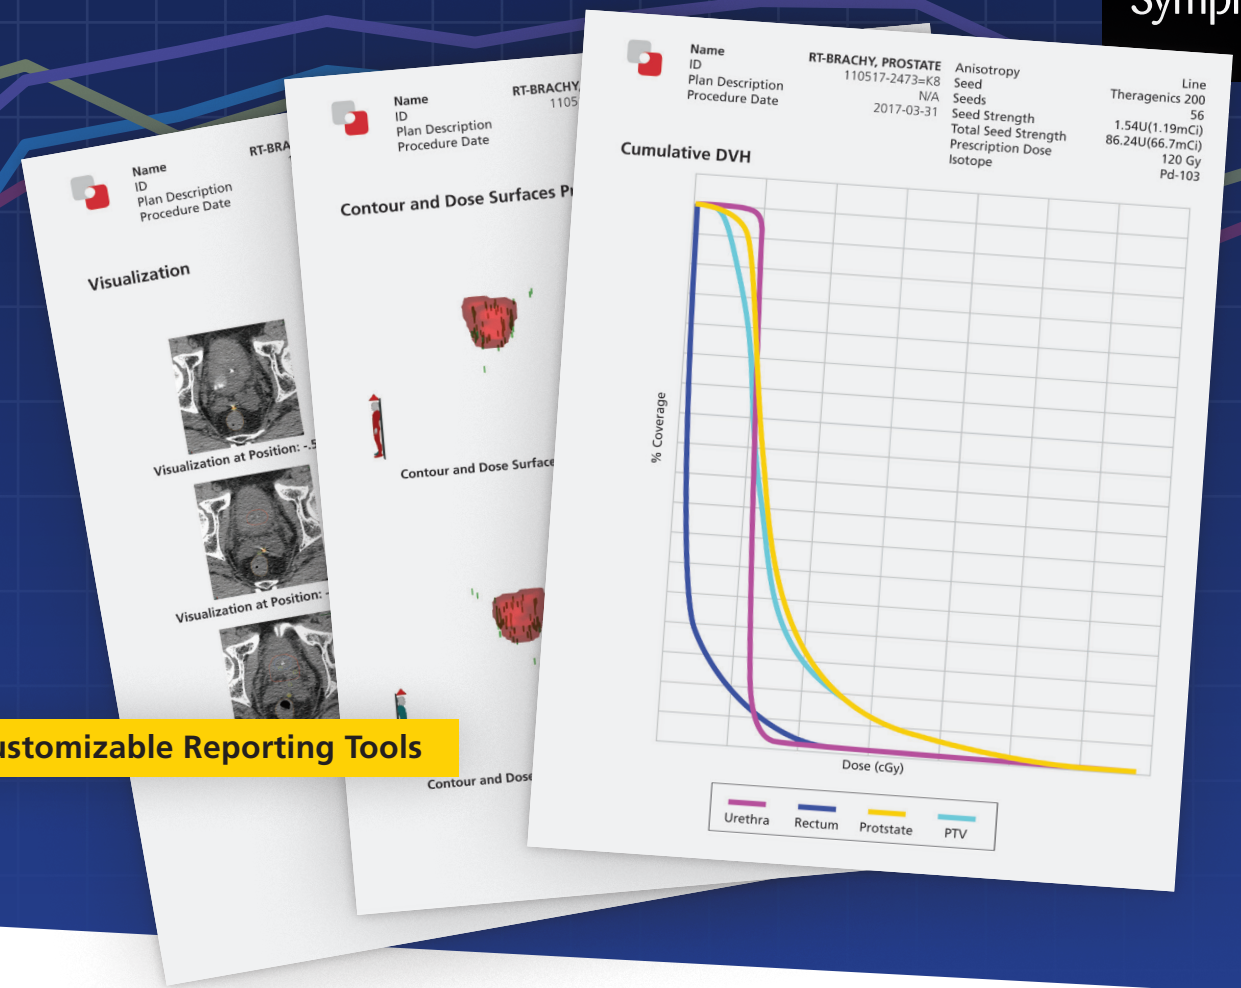 Name
ID
Plan Description
Procedure Date
Visualization
Visualization at Position: -.5
Visualization at Position: -
Name
ID
Plan Description
Procedure Date
RT-BRACHY,
1105
Contour and Dose Surfaces
Contour and Dose Surface
Contour and Dose
Name RT-BRACHY, PROSTATE
ID 110517-2473=K8
Plan Description N/A
Procedure Date 2017-03-31
Anisotropy Line
Seed Theragenics 200
Seeds 56
Seed Strength 1.54U(1.19mCi)
Total Seed Strength 86.24U(66.7mCi)
Prescription Dose 120 Gy
Isotope Pd-103
Cumulative DVH
% Coverage
Dose (cGy)
Urethra Rectum Protstate PTV
ustomizable Reporting Tools